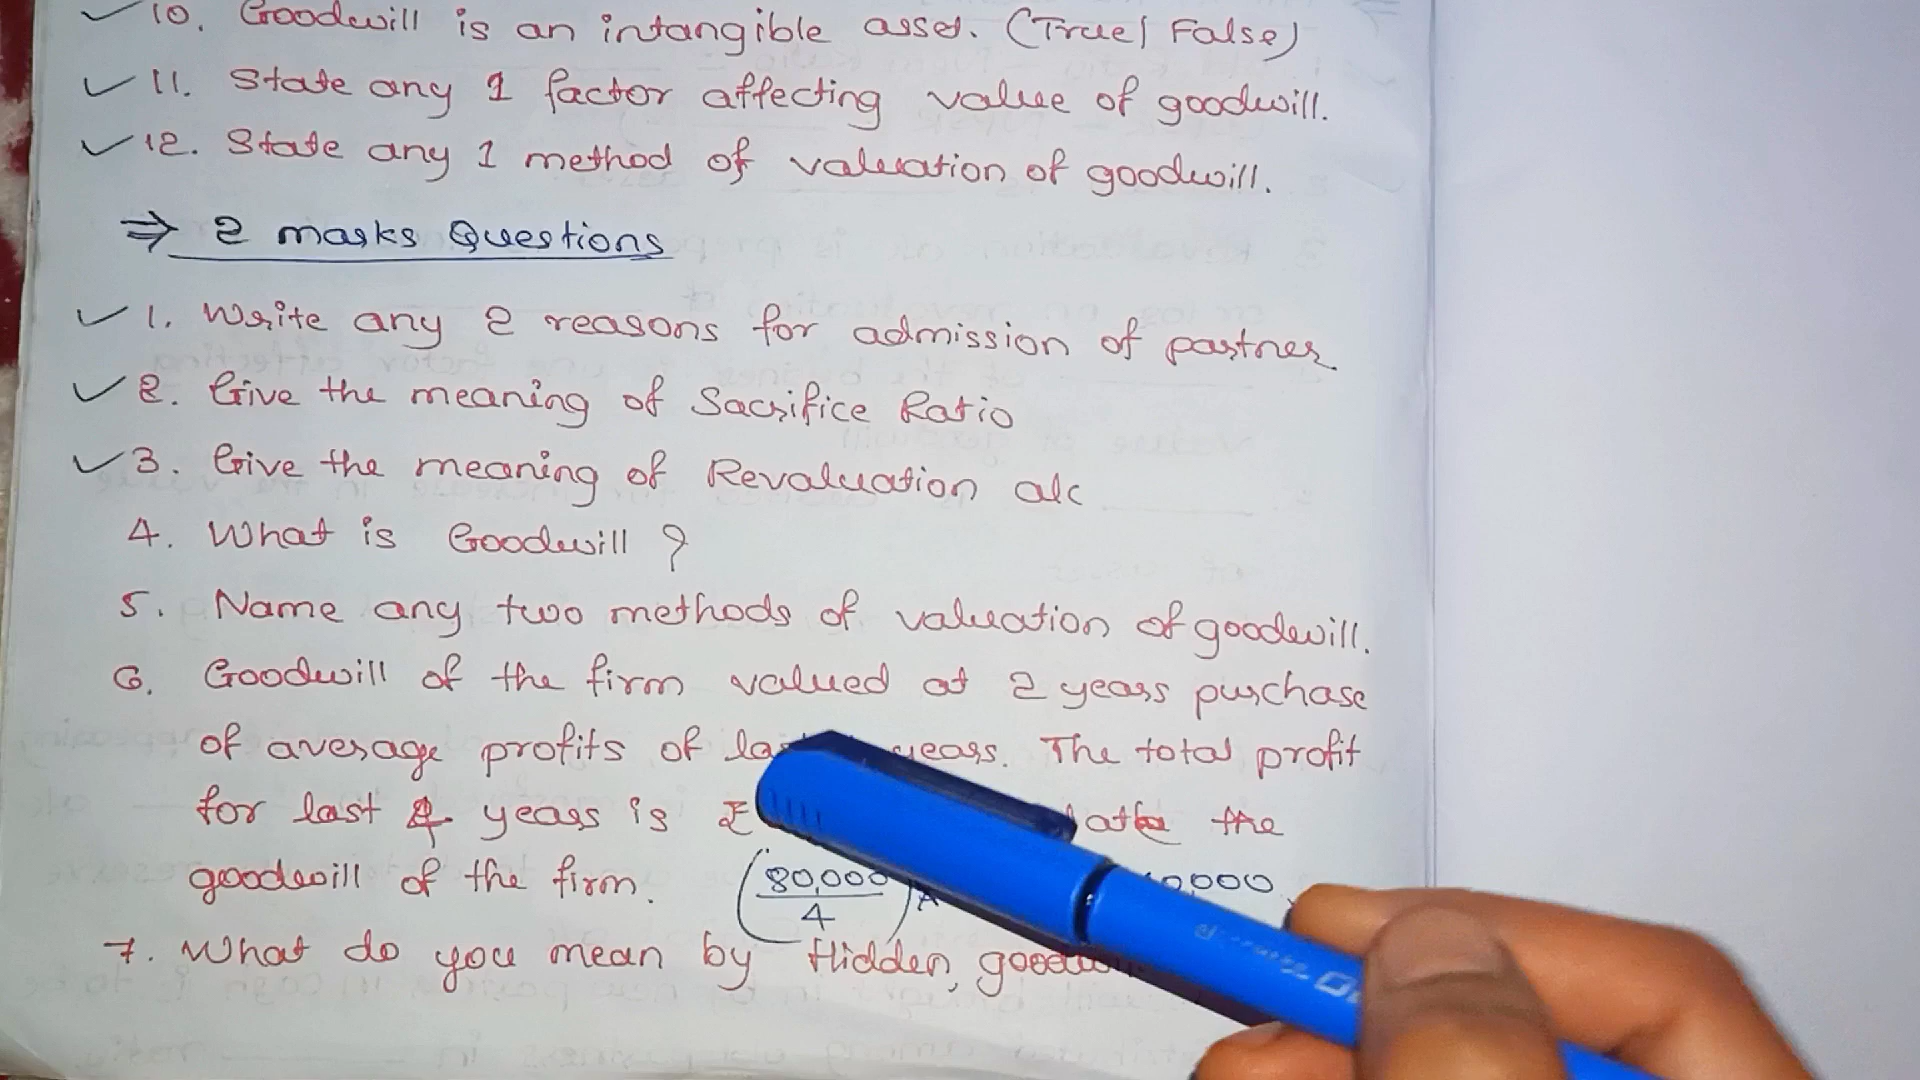 10. Goodwill is an intangible asset. (True/False)
11. State any 1 factor affecting value of goodwill.
12. State any 1 method of valuation of goodwill.
⇒ 2 marks Questions
1. Write any 2 reasons for admission of partner
2. Give the meaning of Sacrifice Ratio
3. Give the meaning of Revaluation a/c
4. What is Goodwill ?
5. Name any two methods of valuation of goodwill.
6. Goodwill of the firm valued at 2 years purchase
of average profits of years. The total profit
for last 4 years is ₹ the
goodwill of the firm. (80,000/4)
7. What do you mean by Hidden,